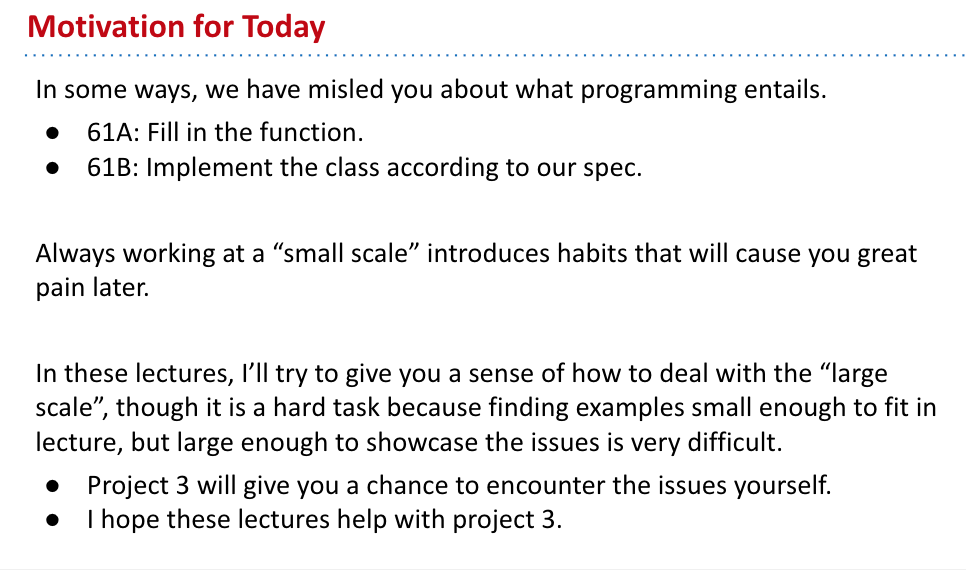 Motivation for Today
In some ways, we have misled you about what programming entails.
● 61A: Fill in the function.
● 61B: Implement the class according to our spec.
Always working at a “small scale” introduces habits that will cause you great
pain later.
In these lectures, I’ll try to give you a sense of how to deal with the “large
scale”, though it is a hard task because finding examples small enough to fit in
lecture, but large enough to showcase the issues is very difficult.
● Project 3 will give you a chance to encounter the issues yourself.
● I hope these lectures help with project 3.